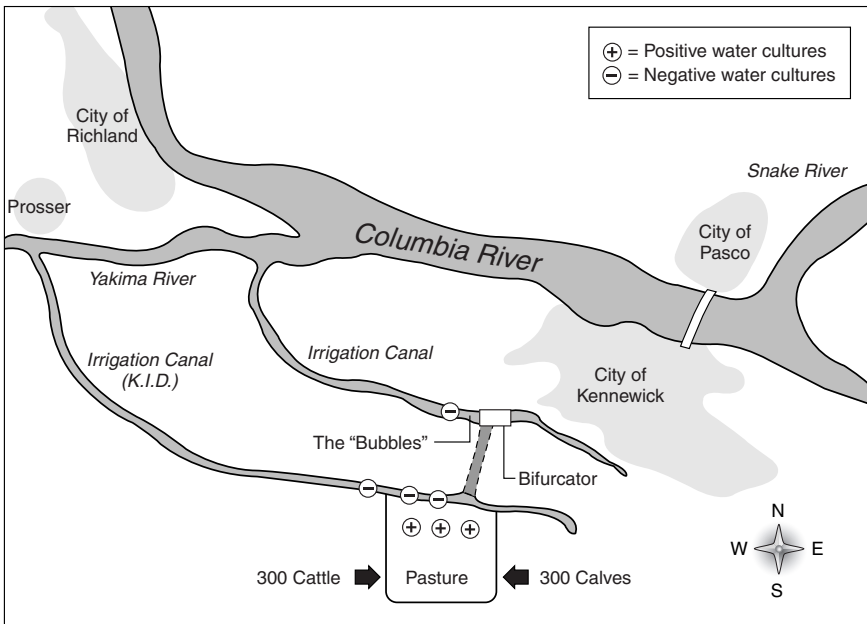 + = Positive water cultures
− = Negative water cultures
City of
Richland
Snake River
Prosser
City of
Pasco
Columbia River
Yakima River
Irrigation Canal
(K.I.D.)
Irrigation Canal
City of
Kennewick
−
The “Bubbles”
Bifurcator
− − −
+ + +
N
W E
S
300 Cattle
Pasture
300 Calves